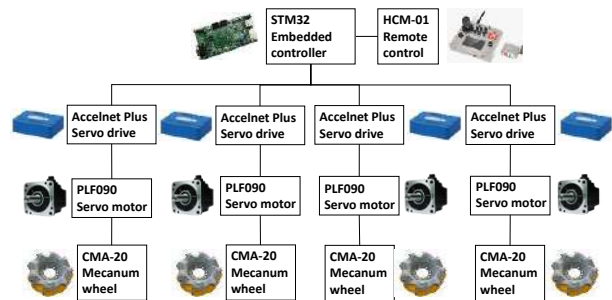 STM32
Embedded
controller
HCM-01
Remote
control
Accelnet Plus
Servo drive
Accelnet Plus
Servo drive
Accelnet Plus
Servo drive
Accelnet Plus
Servo drive
PLF090
Servo motor
PLF090
Servo motor
PLF090
Servo motor
PLF090
Servo motor
CMA-20
Mecanum
wheel
CMA-20
Mecanum
wheel
CMA-20
Mecanum
wheel
CMA-20
Mecanum
wheel